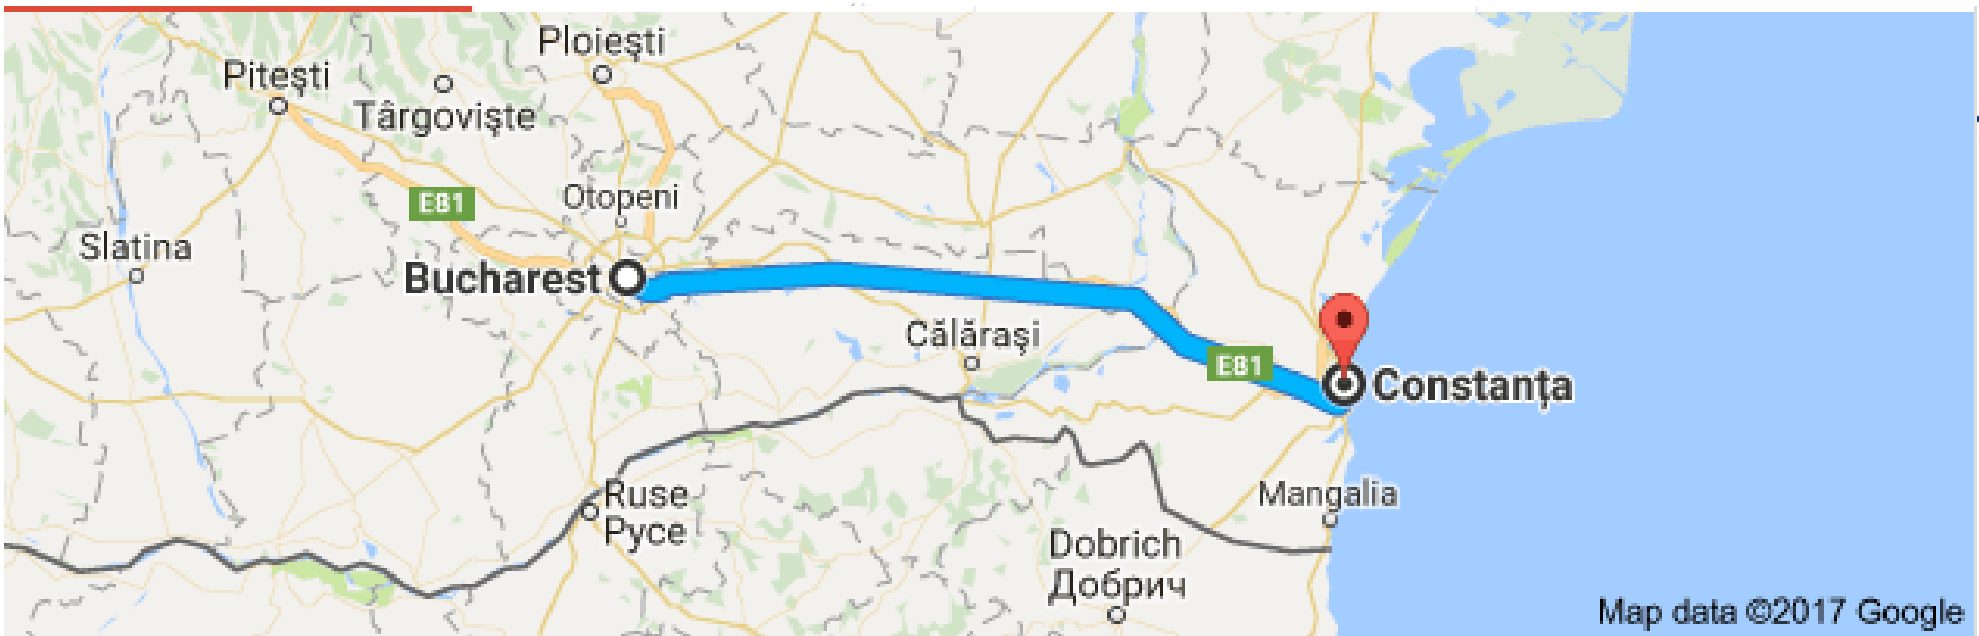 Ploiești
Pitești
Târgoviște
Otopeni
E81
Slatina
Bucharest
Călărași
E81
Constanța
Ruse
Русе
Mangalia
Dobrich
Добрич
Map data ©2017 Google